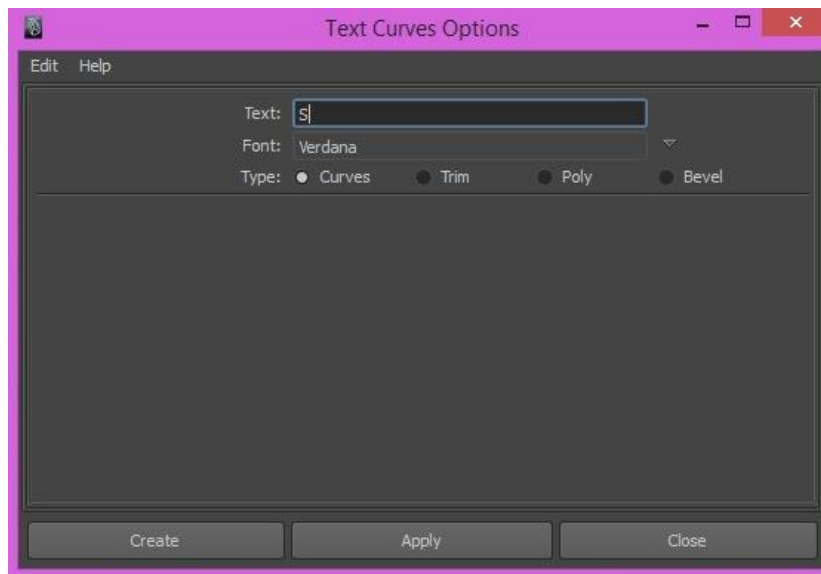 Text Curves Options
Edit Help
Text: S
Font: Verdana
Type: Curves Trim Poly Bevel
Create Apply Close